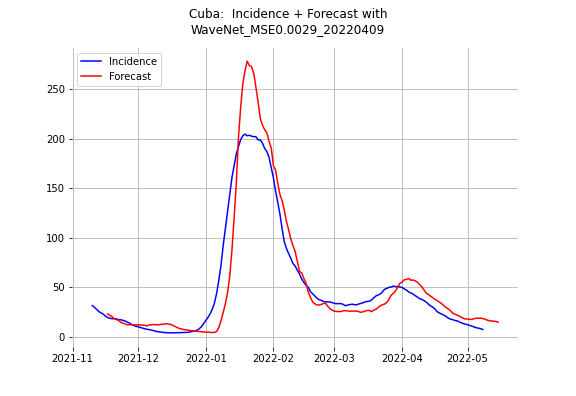 Cuba:  Incidence + Forecast with
WaveNet_MSE0.0029_20220409
Incidence
Forecast
250
200
150
100
50
0
2021-11 2021-12 2022-01 2022-02 2022-03 2022-04 2022-05